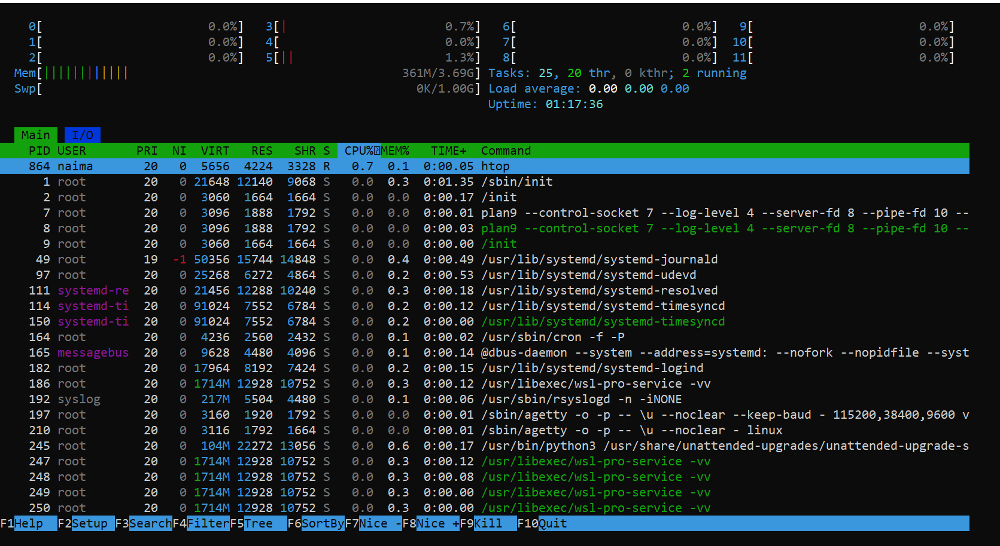 0[ 0.0%] 3[| 0.7%] 6[ 0.0%] 9[ 0.0%]
1[ 0.0%] 4[ 0.0%] 7[ 0.0%] 10[ 0.0%]
2[ 0.0%] 5[|| 1.3%] 8[ 0.0%] 11[ 0.0%]
Mem[|||||||||||| 361M/3.69G] Tasks: 25, 20 thr, 0 kthr; 2 running
Swp[ 0K/1.00G] Load average: 0.00 0.00 0.00
Uptime: 01:17:36
Main I/O
PID USER PRI NI VIRT RES SHR S CPU% MEM% TIME+ Command
864 naima 20 0 5656 4224 3328 R 0.7 0.1 0:00.05 htop
1 root 20 0 21648 12140 9068 S 0.0 0.3 0:01.35 /sbin/init
2 root 20 0 3060 1664 1664 S 0.0 0.0 0:00.17 /init
7 root 20 0 3096 1888 1792 S 0.0 0.0 0:00.01 plan9 --control-socket 7 --log-level 4 --server-fd 8 --pipe-fd 10 --
8 root 20 0 3096 1888 1792 S 0.0 0.0 0:00.03 plan9 --control-socket 7 --log-level 4 --server-fd 8 --pipe-fd 10 --
9 root 20 0 3060 1664 1664 S 0.0 0.0 0:00.00 /init
49 root 19 -1 50356 15744 14848 S 0.0 0.4 0:00.49 /usr/lib/systemd/systemd-journald
97 root 20 0 25268 6272 4864 S 0.0 0.2 0:00.53 /usr/lib/systemd/systemd-udevd
111 systemd-re 20 0 21456 12288 10240 S 0.0 0.3 0:00.18 /usr/lib/systemd/systemd-resolved
114 systemd-ti 20 0 91024 7552 6784 S 0.0 0.2 0:00.12 /usr/lib/systemd/systemd-timesyncd
150 systemd-ti 20 0 91024 7552 6784 S 0.0 0.2 0:00.00 /usr/lib/systemd/systemd-timesyncd
164 root 20 0 4236 2560 2432 S 0.0 0.1 0:00.02 /usr/sbin/cron -f -P
165 messagebus 20 0 9628 4480 4096 S 0.0 0.1 0:00.14 @dbus-daemon --system --address=systemd: --nofork --nopidfile --syst
182 root 20 0 17964 8192 7424 S 0.0 0.2 0:00.15 /usr/lib/systemd/systemd-logind
186 root 20 0 1714M 12928 10752 S 0.0 0.3 0:00.12 /usr/libexec/wsl-pro-service -vv
192 syslog 20 0 217M 5504 4480 S 0.0 0.1 0:00.06 /usr/sbin/rsyslogd -n -iNONE
197 root 20 0 3160 1920 1792 S 0.0 0.0 0:00.01 /sbin/agetty -o -p -- \u --noclear --keep-baud - 115200,38400,9600 v
210 root 20 0 3116 1792 1664 S 0.0 0.0 0:00.01 /sbin/agetty -o -p -- \u --noclear - linux
245 root 20 0 104M 22272 13056 S 0.0 0.6 0:00.17 /usr/bin/python3 /usr/share/unattended-upgrades/unattended-upgrade-s
247 root 20 0 1714M 12928 10752 S 0.0 0.3 0:00.12 /usr/libexec/wsl-pro-service -vv
248 root 20 0 1714M 12928 10752 S 0.0 0.3 0:00.08 /usr/libexec/wsl-pro-service -vv
249 root 20 0 1714M 12928 10752 S 0.0 0.3 0:00.00 /usr/libexec/wsl-pro-service -vv
250 root 20 0 1714M 12928 10752 S 0.0 0.3 0:00.00 /usr/libexec/wsl-pro-service -vv
F1Help F2Setup F3SearchF4FilterF5Tree F6SortByF7Nice -F8Nice +F9Kill F10Quit